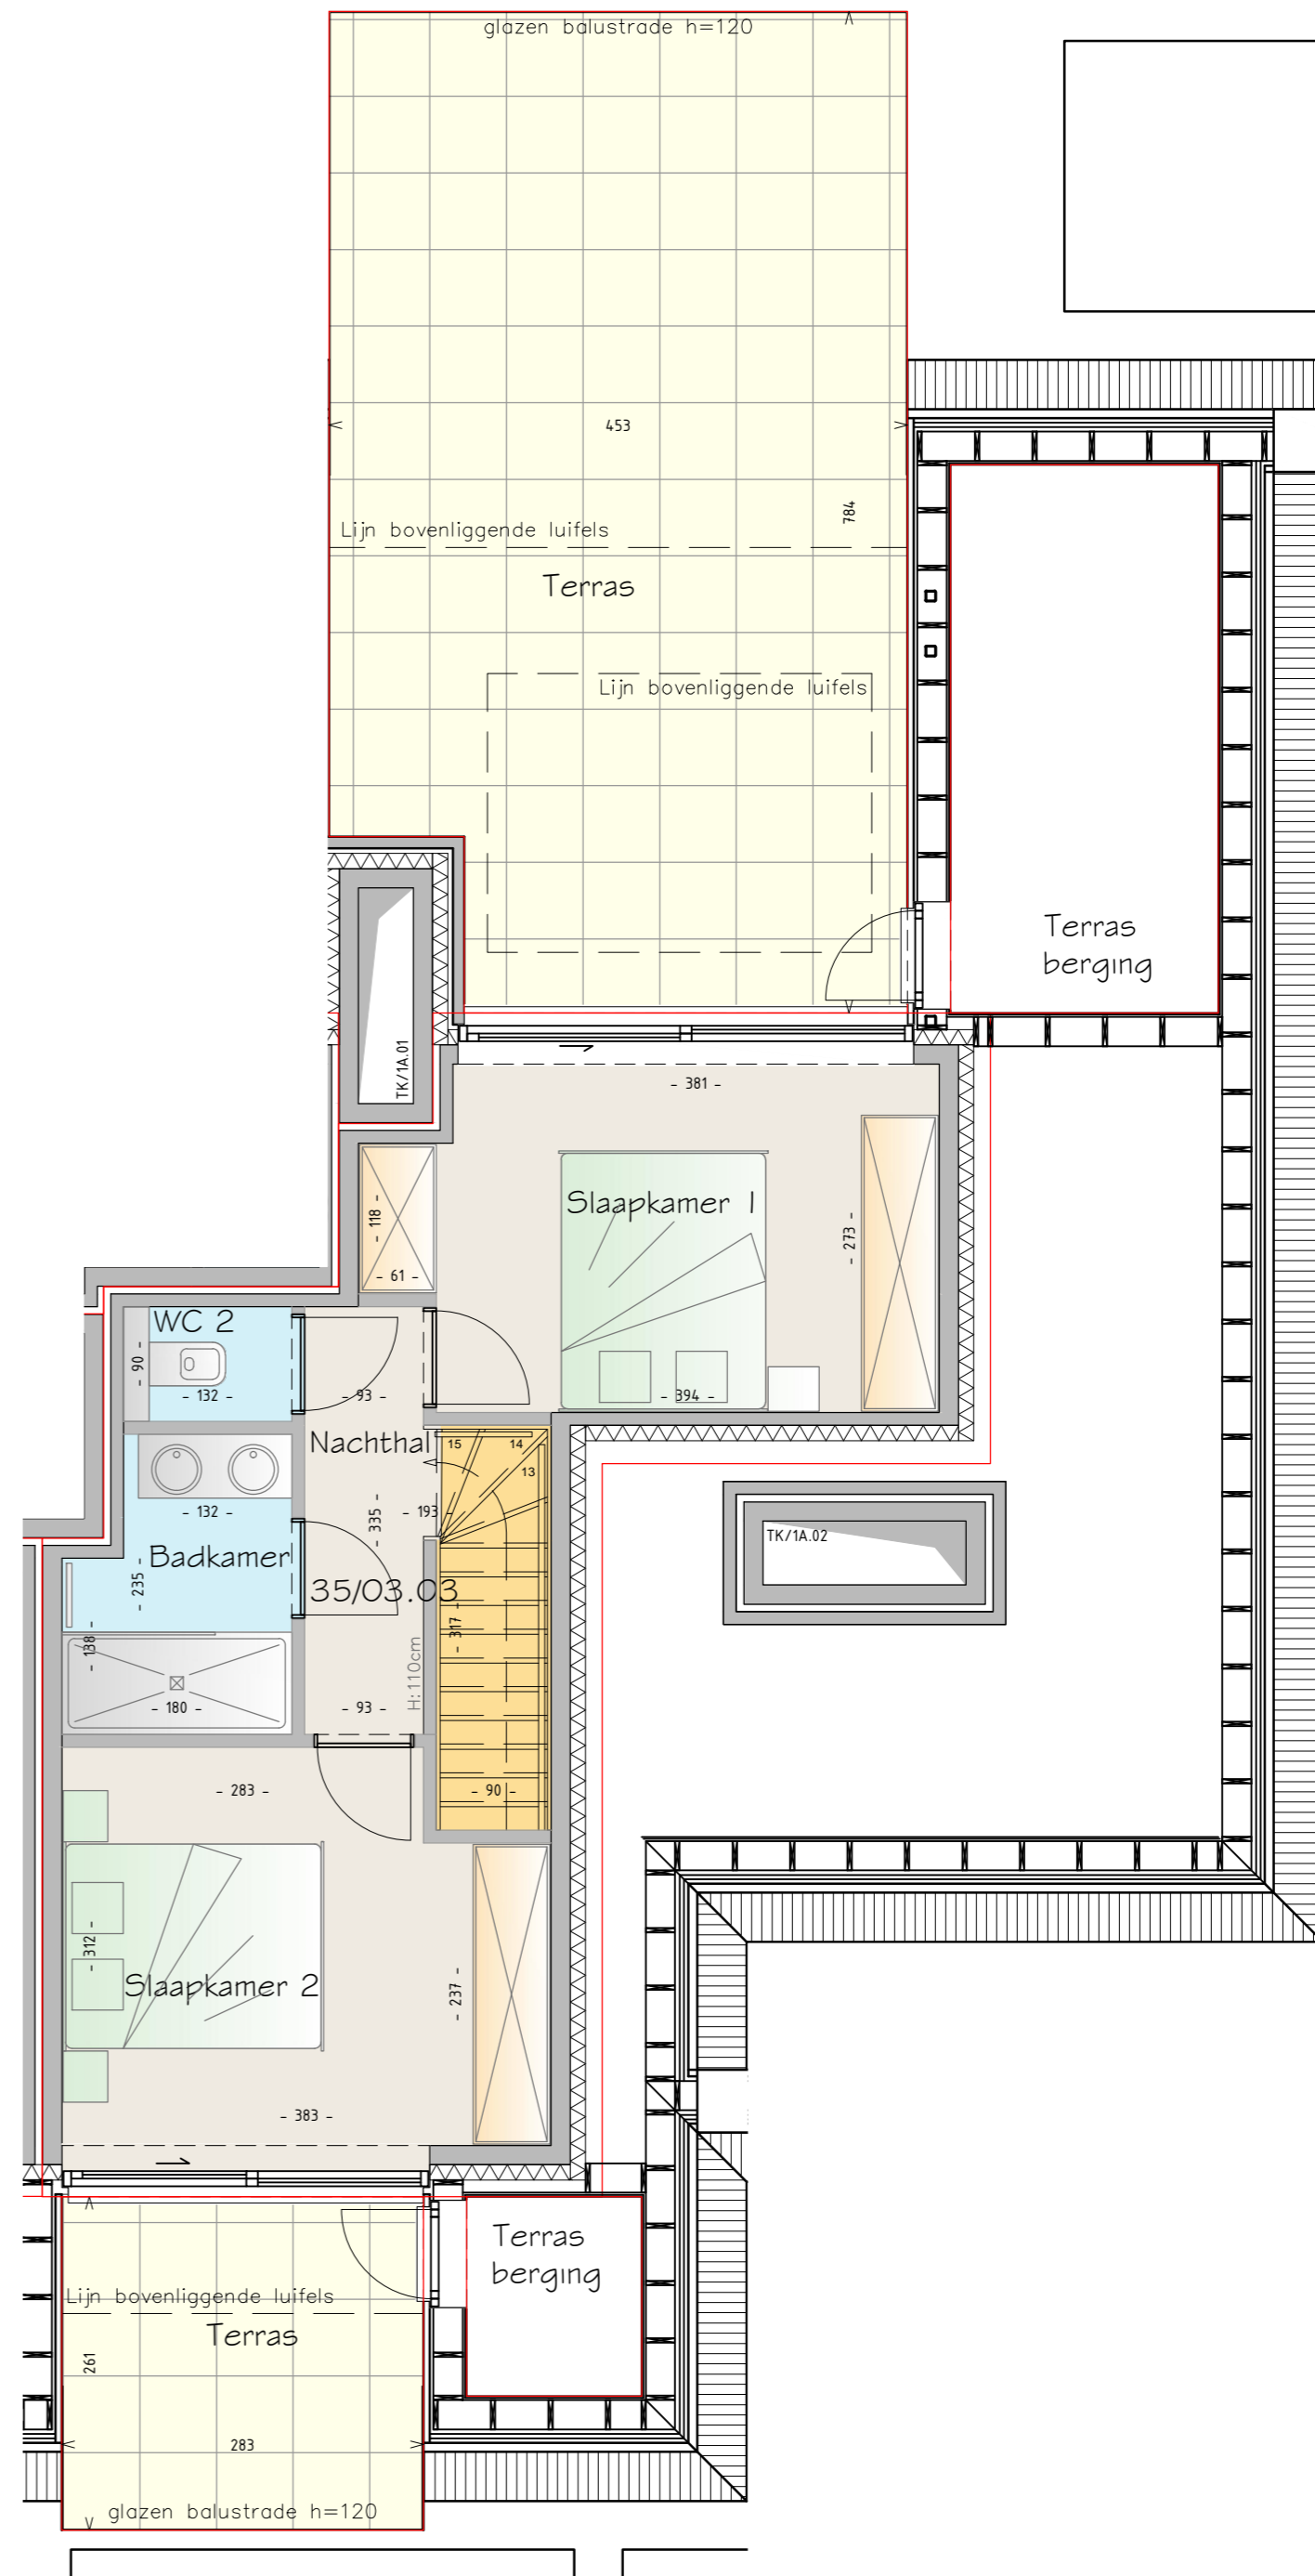 glazen balustrade h=120
453
784
Lijn bovenliggende luifels
Terras
Lijn bovenliggende luifels
Terras
berging
TK/1A.01
- 381 -
Slaapkamer 1
- 118 -
- 273 -
- 61 -
WC 2
- 90 -
- 132 -
- 93 -
- 394 -
Nachthal
15
14
13
- 132 -
- 335 -
- 193 -
TK/1A.02
Badkamer
- 235 -
35/03.03
- 138 -
- 317 -
H:110cm
- 180 -
- 93 -
- 283 -
- 90 -
- 312 -
Slaapkamer 2
- 237 -
- 383 -
Terras
berging
Lijn bovenliggende luifels
Terras
261
283
glazen balustrade h=120